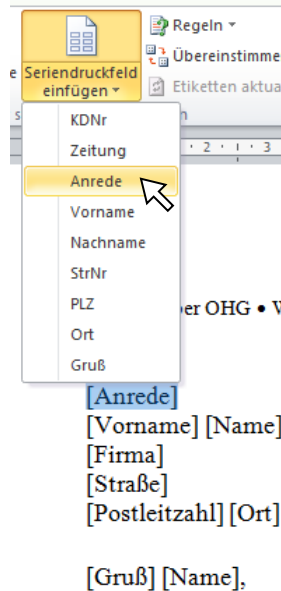 Regeln
Übereinstimme
Seriendruckfeld
einfügen
Etiketten aktua
KDNr
Zeitung
2 3
Anrede
Vorname
Nachname
StrNr
PLZ
er OHG • W
Ort
Gruß
[Anrede]
[Vorname] [Name]
[Firma]
[Straße]
[Postleitzahl] [Ort]
[Gruß] [Name],